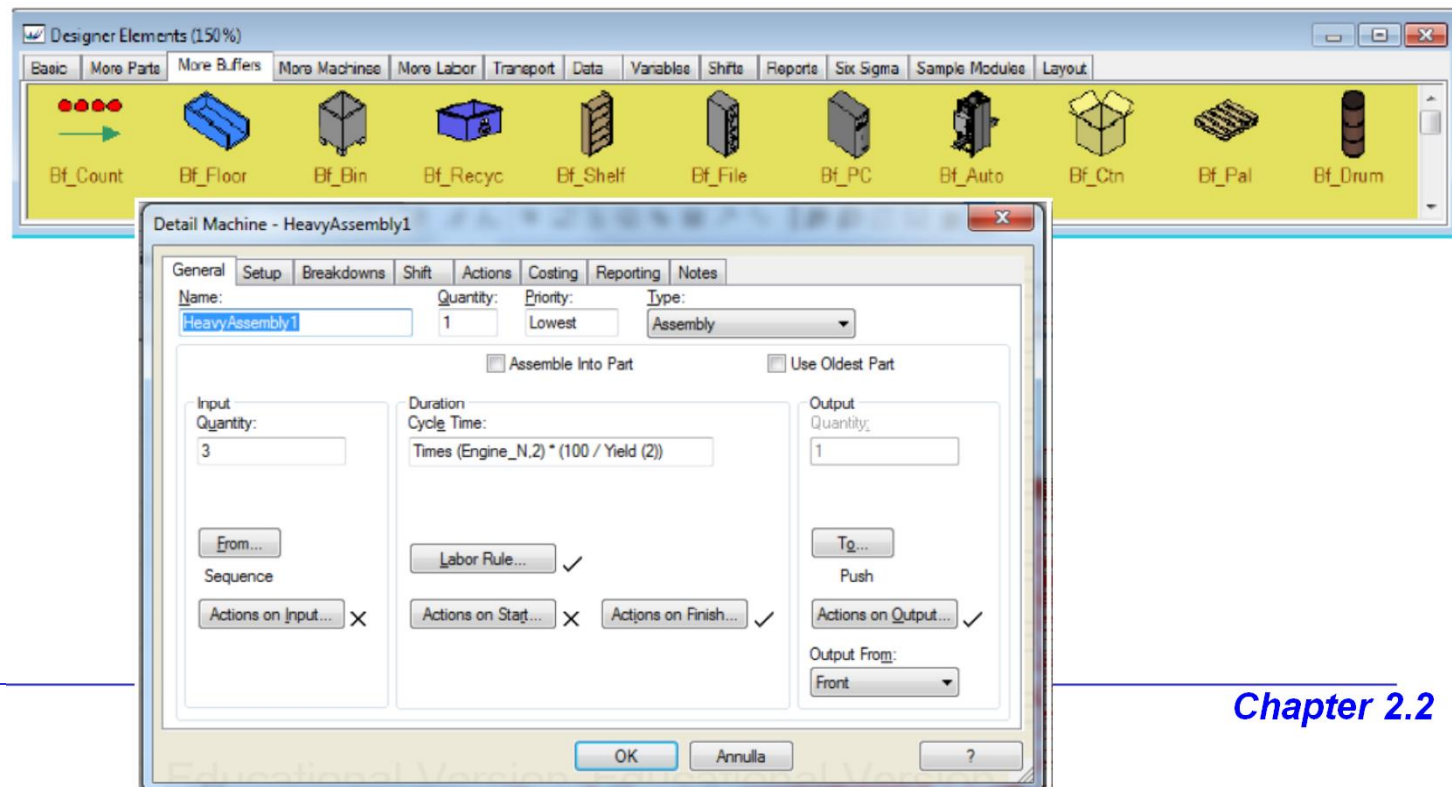 Designer Elements (150%)
Basic More Parts More Buffers More Machines More Labor Transport Data Variables Shifts Reports Six Sigma Sample Modules Layout
Bf_Count Bf_Floor Bf_Bin Bf_Recyc Bf_Shelf Bf_File Bf_PC Bf_Auto Bf_Ctn Bf_Pal Bf_Drum
Detail Machine - HeavyAssembly1
General Setup Breakdowns Shift Actions Costing Reporting Notes
Name: Quantity: Priority: Type:
HeavyAssembly1 1 Lowest Assembly
Assemble Into Part Use Oldest Part
Input Duration Output
Quantity: Cycle Time: Quantity:
3 Times (Engine_N,2) * (100 / Yield (2)) 1
From... Labor Rule... To...
Sequence Push
Actions on Input... Actions on Start... Actions on Finish... Actions on Output...
Output From:
Front
Chapter 2.2
OK Annulla ?
Educational Version Educational Version